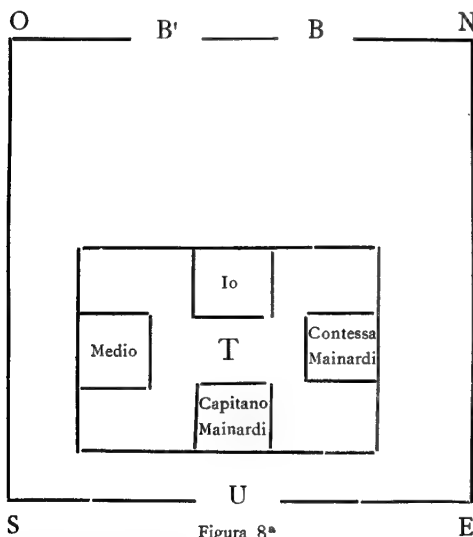 O B' B N
Io
Medio
T
Contessa
Mainardi
Capitano
Mainardi
U
S E
Figura 8ª